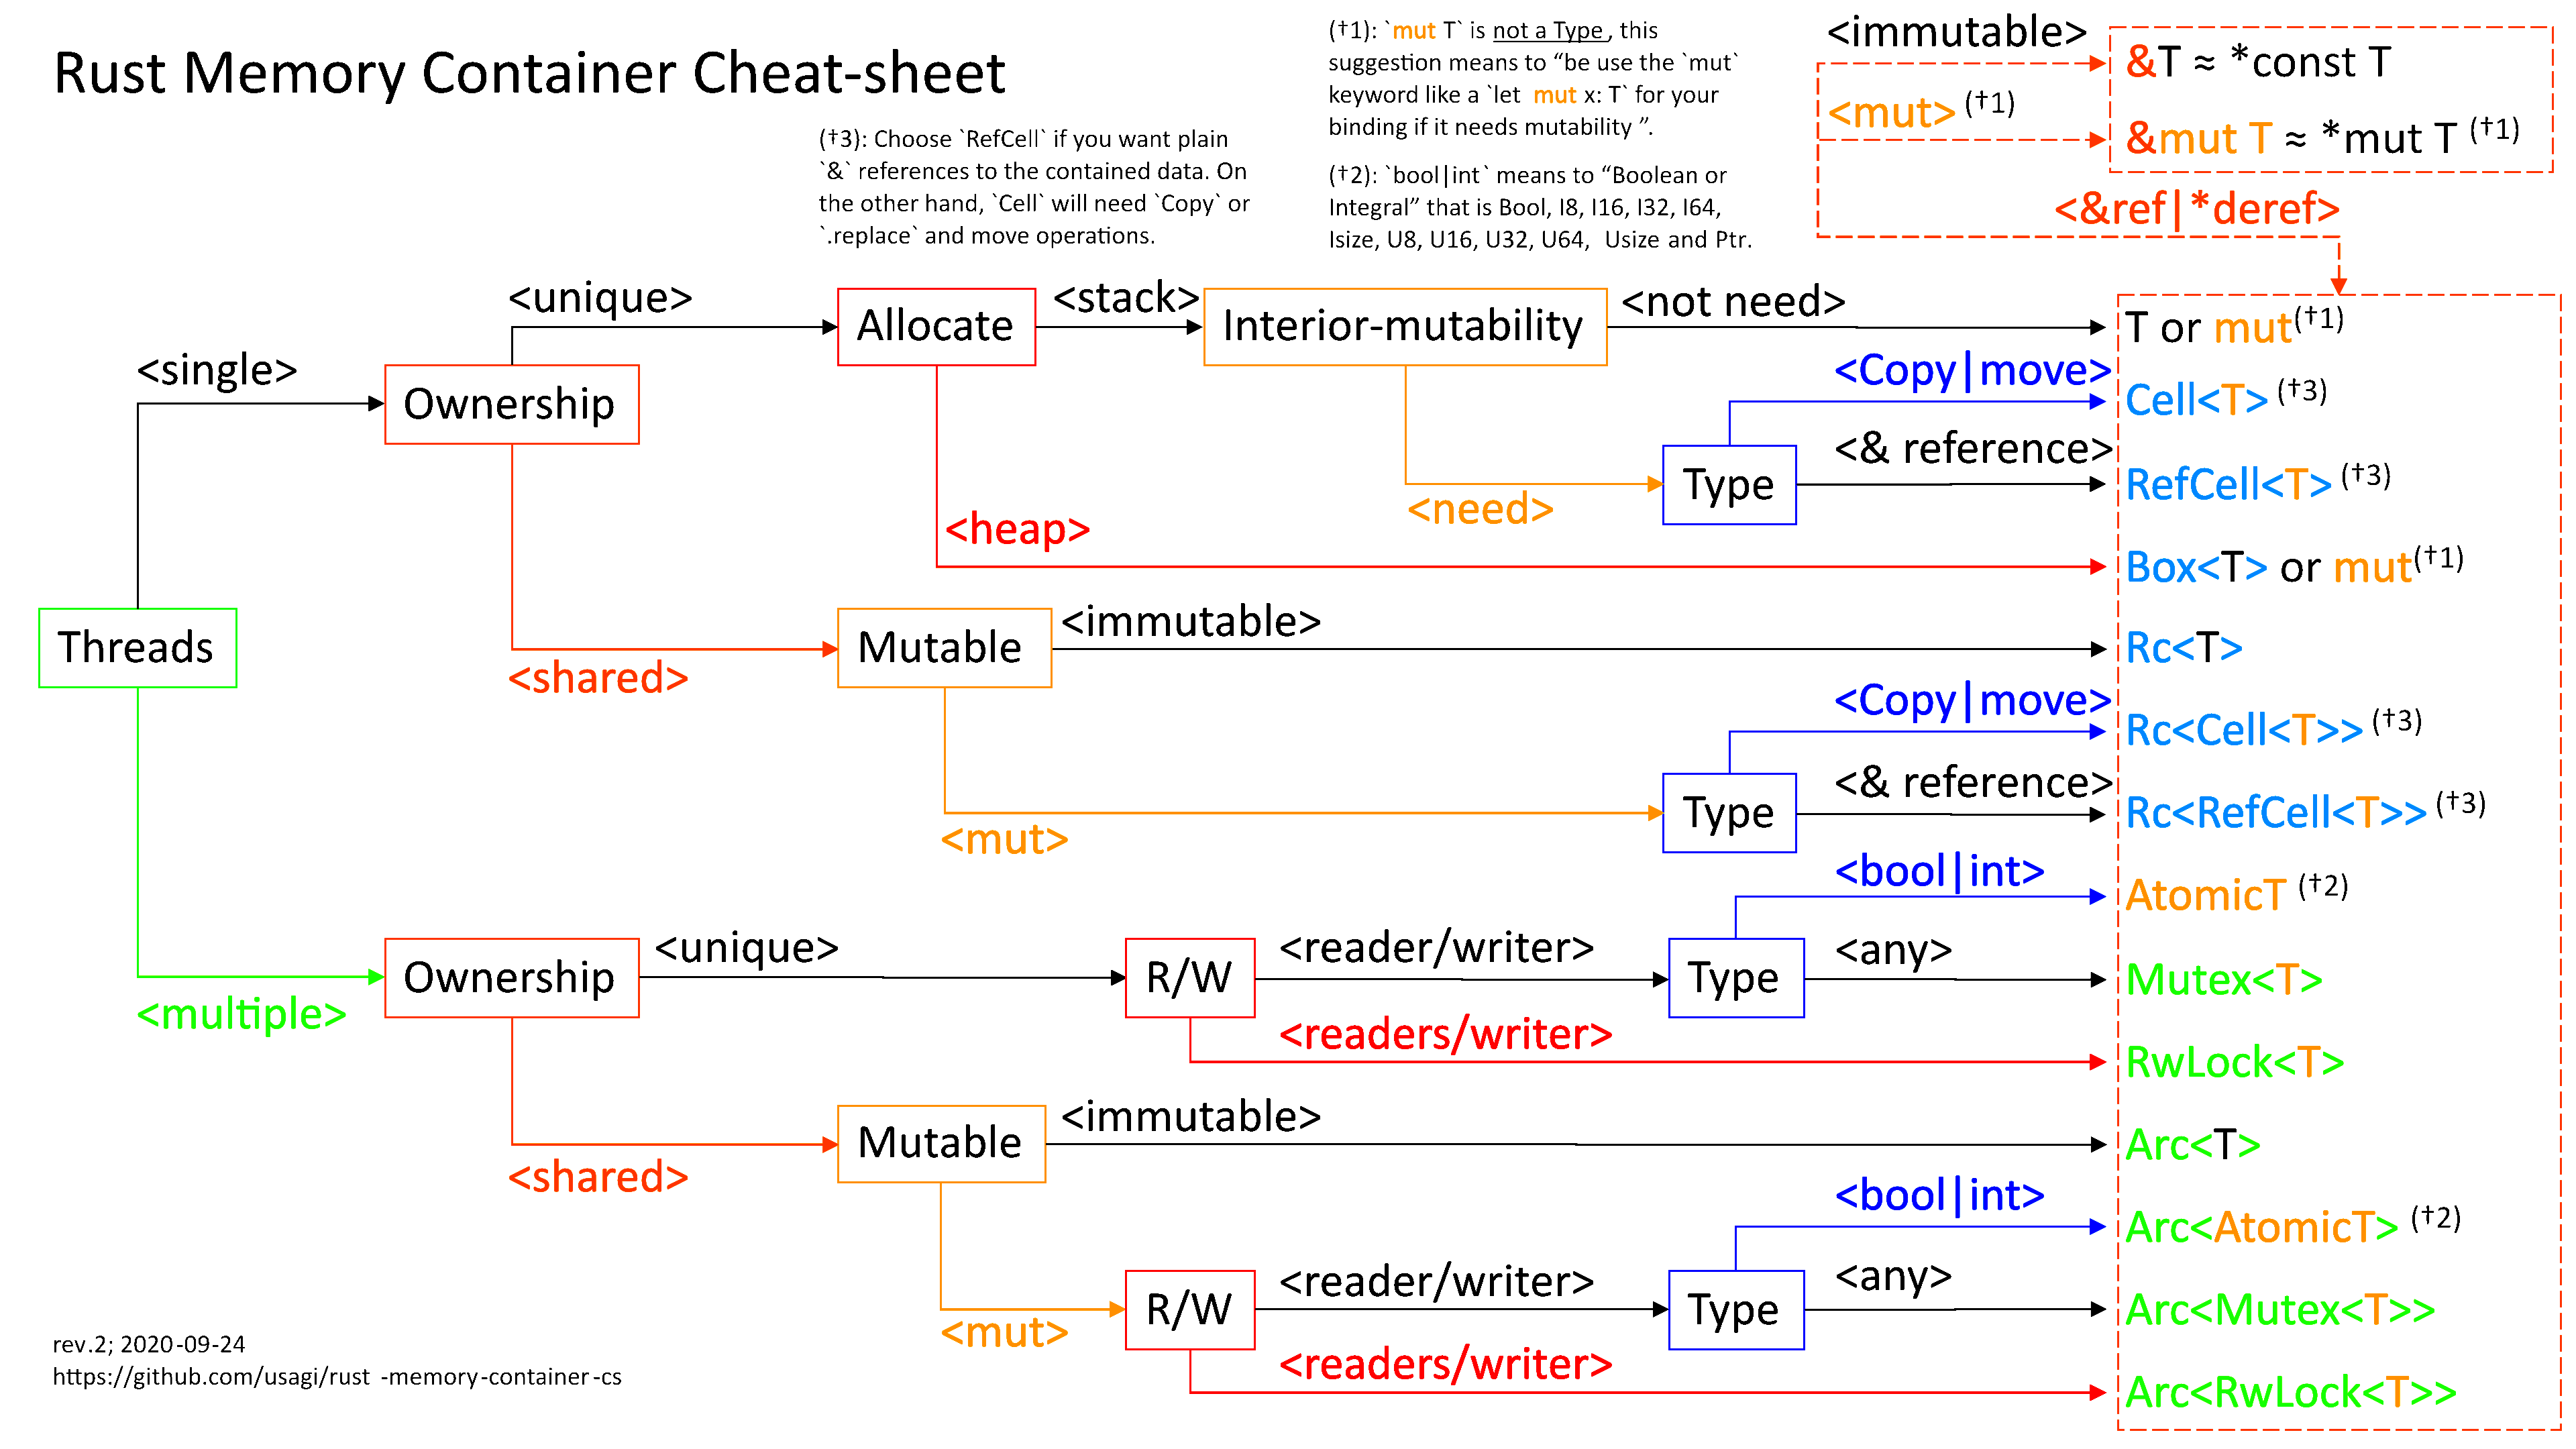 Rust Memory Container Cheat-sheet
(†3): Choose `RefCell` if you want plain
`&` references to the contained data. On
the other hand, `Cell` will need `Copy` or
`.replace` and move operations.
(†1): `mut T` is not a Type, this
suggestion means to “be use the `mut`
keyword like a `let mut x: T` for your
binding if it needs mutability ”.
(†2): `bool|int` means to “Boolean or
Integral” that is Bool, I8, I16, I32, I64,
Isize, U8, U16, U32, U64, Usize and Ptr.
<immutable>
&T ≈ *const T
<mut> (†1)
&mut T ≈ *mut T (†1)
<&ref|*deref>
<unique>
Allocate
<stack>
Interior-mutability
<not need>
T or mut(†1)
<single>
Ownership
<Copy|move>
Cell<T> (†3)
<& reference>
Type
RefCell<T> (†3)
<need>
<heap>
Box<T> or mut(†1)
Threads
<shared>
Mutable
<immutable>
Rc<T>
<Copy|move>
Rc<Cell<T>> (†3)
<& reference>
Type
Rc<RefCell<T>> (†3)
<mut>
<bool|int>
AtomicT (†2)
<multiple>
Ownership
<unique>
R/W
<reader/writer>
Type
<any>
Mutex<T>
<readers/writer>
RwLock<T>
<shared>
Mutable
<immutable>
Arc<T>
<bool|int>
Arc<AtomicT> (†2)
<mut>
R/W
<reader/writer>
Type
<any>
Arc<Mutex<T>>
<readers/writer>
Arc<RwLock<T>>
rev.2; 2020-09-24
https://github.com/usagi/rust -memory-container-cs